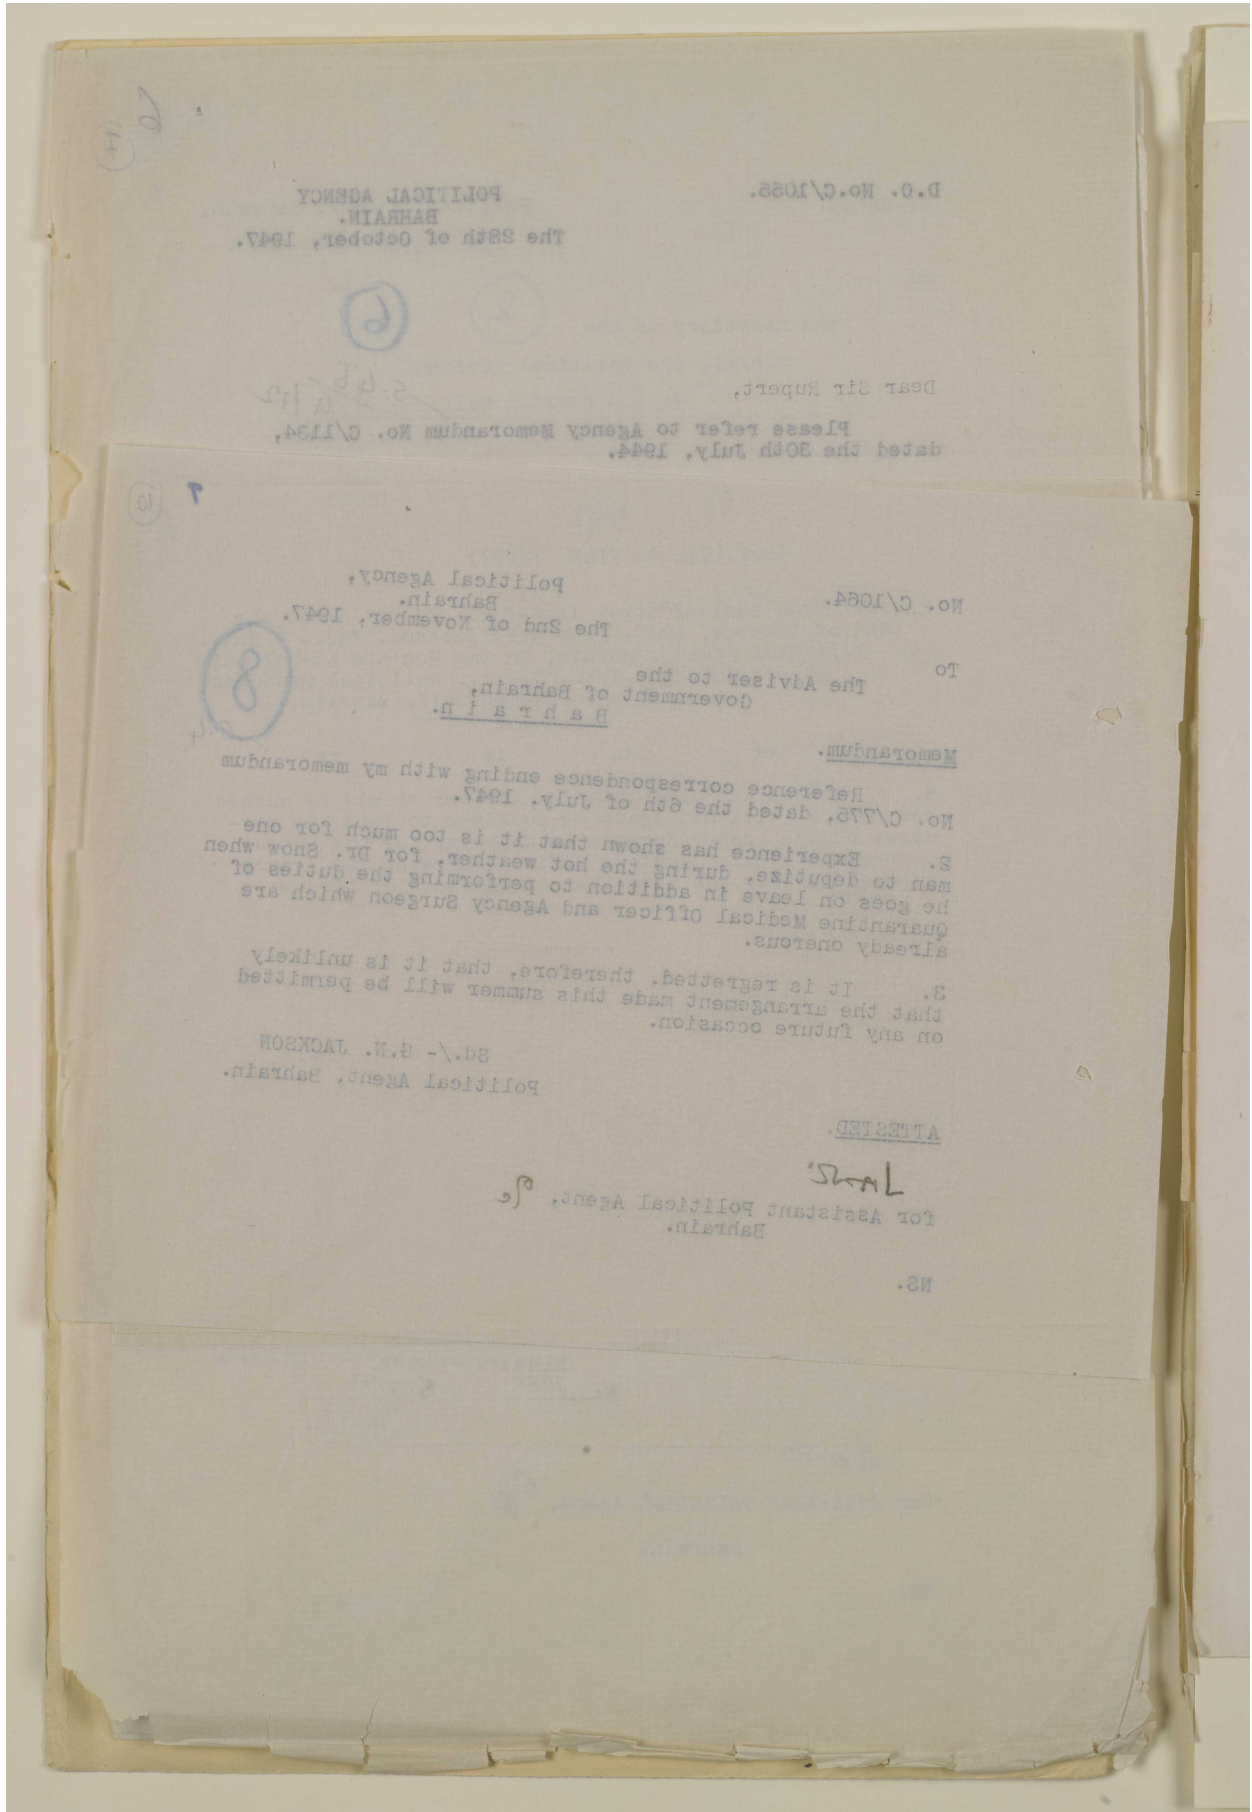 D.O. No.C/1055.
POLITICAL AGENCY
BAHRAIN.
The 28th of October, 1947.
6
Dear Sir Rupert,
Please refer to Agency Memorandum No. C/1134,
dated the 30th July, 1944.
10
No. C/1064.
Political Agency,
Bahrain.
The 2nd of November, 1947.
8
To
The Adviser to the
Government of Bahrain,
B a h r a i n.
Memorandum.
Reference correspondence ending with my memorandum
No. C/775, dated the 6th of July, 1947.
2. Experience has shown that it is too much for one
man to deputize, during the hot weather, for Dr. Snow when
he goes on leave in addition to performing the duties of
Quarantine Medical Officer and Agency Surgeon which are
already onerous.
3. It is regretted, therefore, that it is unlikely
that the arrangement made this summer will be permitted
on any future occasion.
Sd./- G.N. JACKSON
Political Agent, Bahrain.
ATTESTED.
for Assistant Political Agent,
Bahrain.
NS.